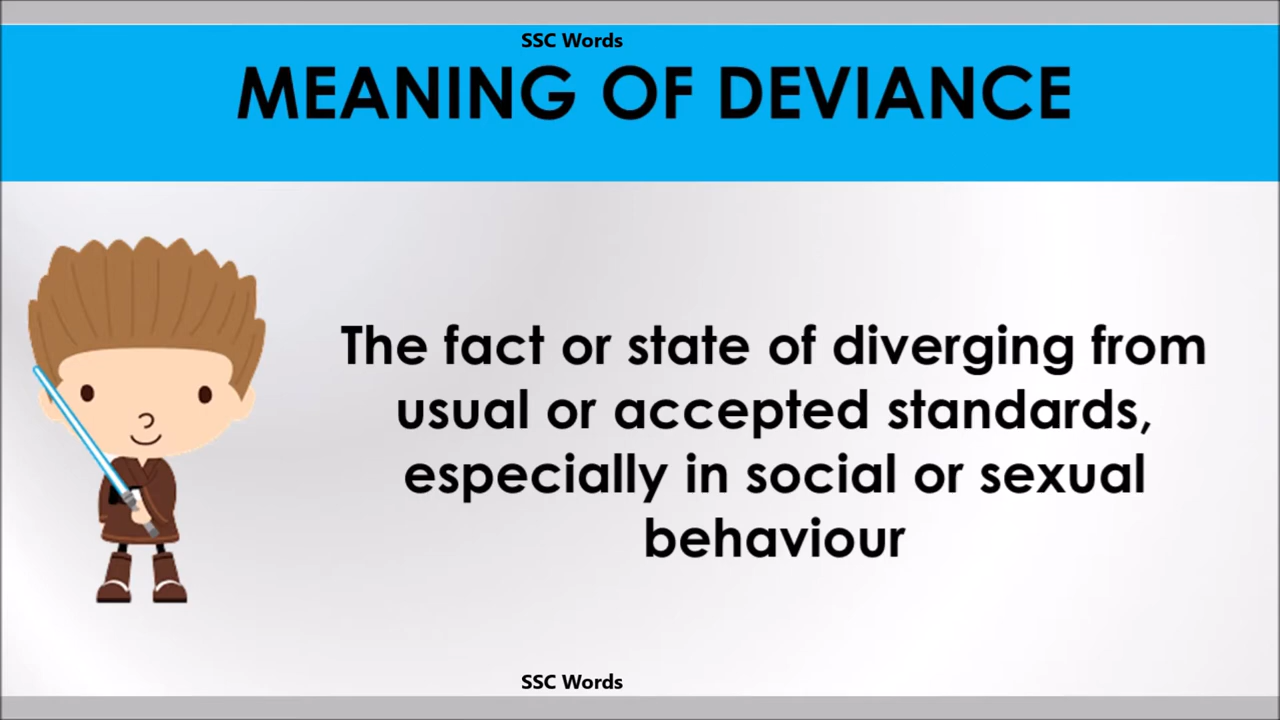 SSC Words
MEANING OF DEVIANCE
The fact or state of diverging from
usual or accepted standards,
especially in social or sexual
behaviour
SSC Words